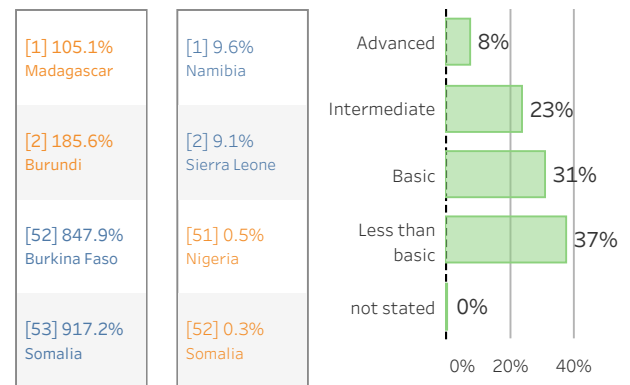 [1] 105.1%
Madagascar
[2] 185.6%
Burundi
[52] 847.9%
Burkina Faso
[53] 917.2%
Somalia
[1] 9.6%
Namibia
[2] 9.1%
Sierra Leone
[51] 0.5%
Nigeria
[52] 0.3%
Somalia
Advanced
8%
Intermediate
23%
Basic
31%
Less than
basic
37%
not stated
0%
0% 20% 40%